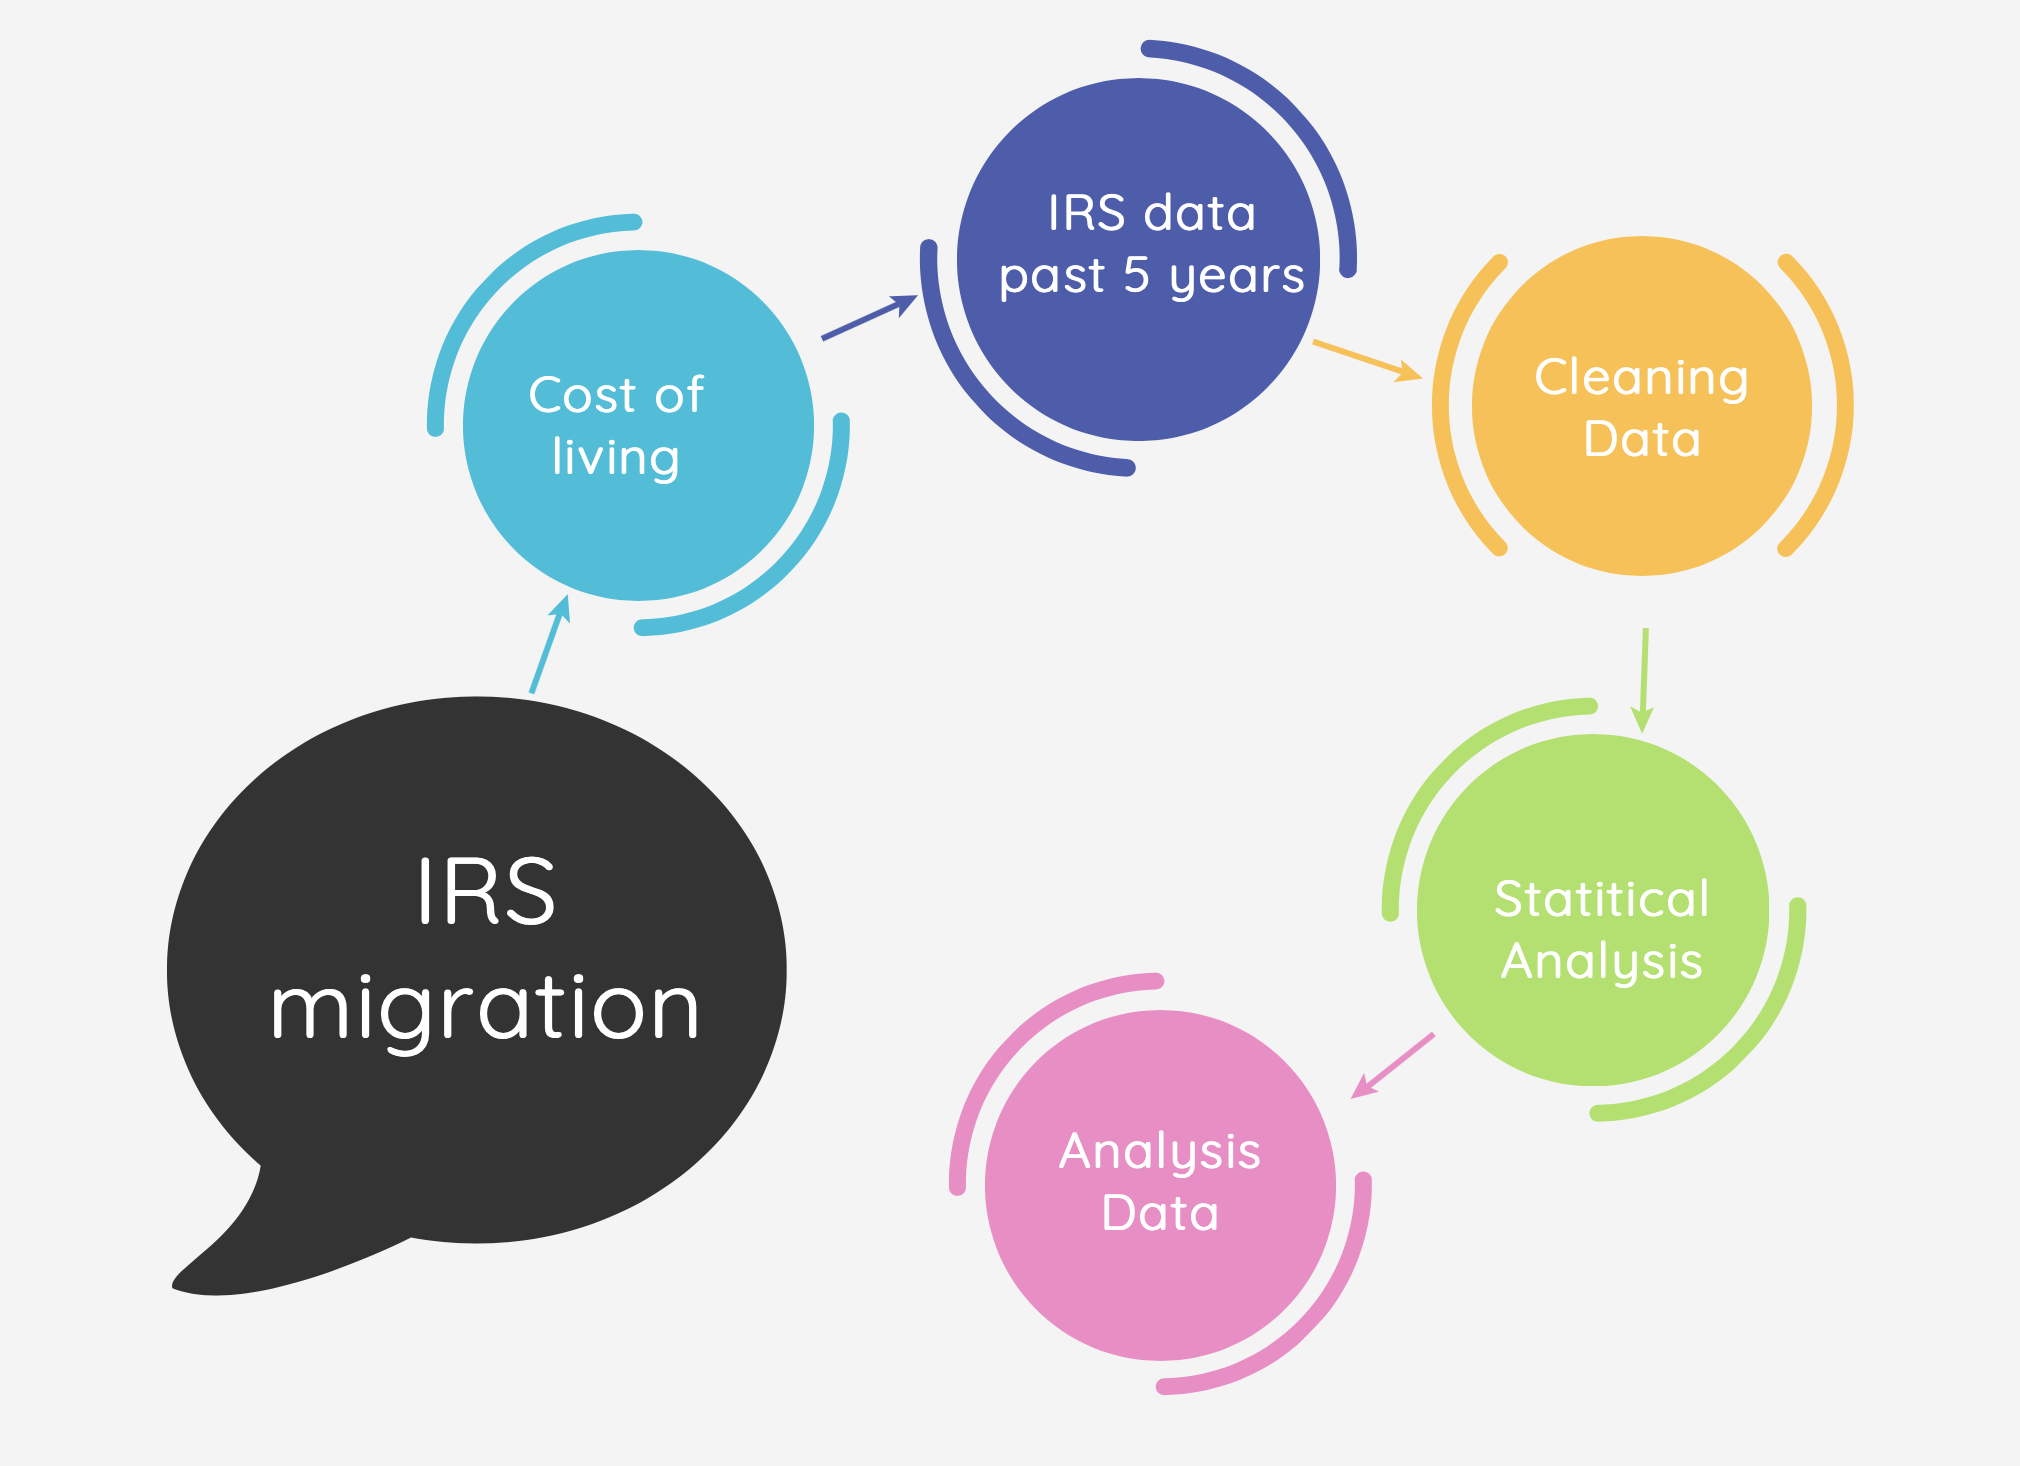 IRS
migration
Cost of
living
IRS data
past 5 years
Cleaning
Data
Statitical
Analysis
Analysis
Data